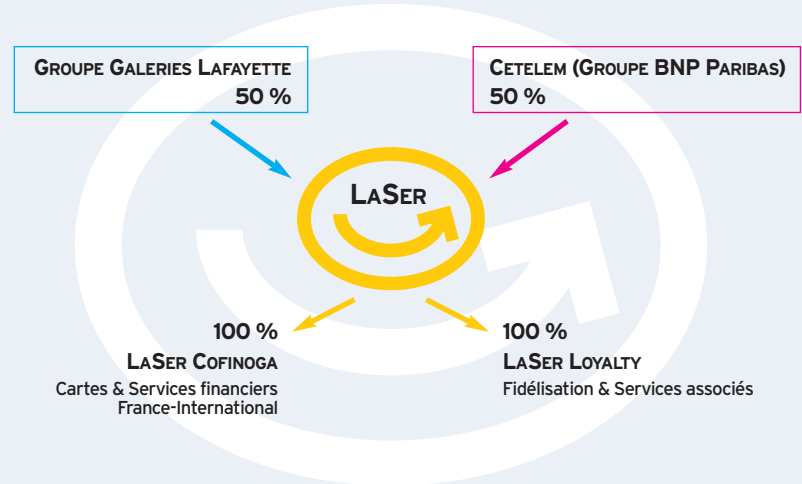 GROUPE GALERIES LAFAYETTE
50 %
CETELEM (GROUPE BNP PARIBAS)
50 %
LASER
100 %
LASER COFINOGA
Cartes & Services financiers
France-International
100 %
LASER LOYALTY
Fidélisation & Services associés